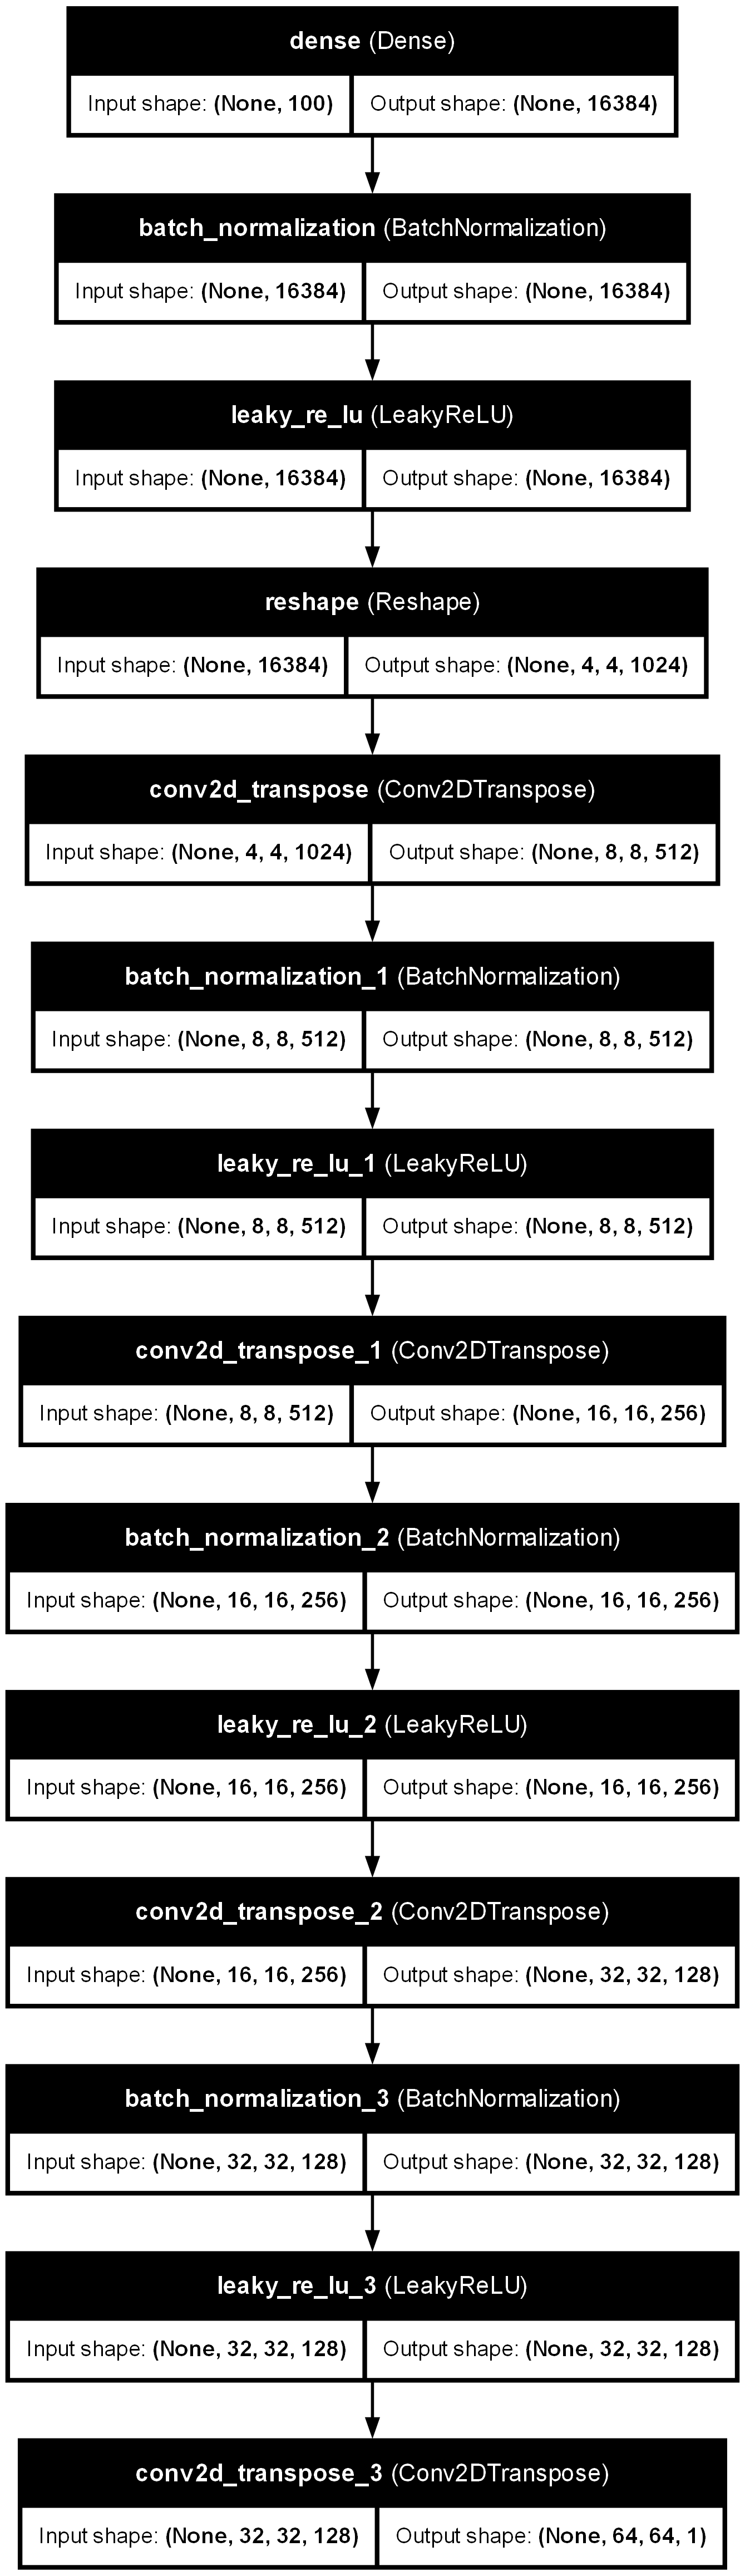 dense (Dense)
Input shape: (None, 100) Output shape: (None, 16384)
batch_normalization (BatchNormalization)
Input shape: (None, 16384) Output shape: (None, 16384)
leaky_re_lu (LeakyReLU)
Input shape: (None, 16384) Output shape: (None, 16384)
reshape (Reshape)
Input shape: (None, 16384) Output shape: (None, 4, 4, 1024)
conv2d_transpose (Conv2DTranspose)
Input shape: (None, 4, 4, 1024) Output shape: (None, 8, 8, 512)
batch_normalization_1 (BatchNormalization)
Input shape: (None, 8, 8, 512) Output shape: (None, 8, 8, 512)
leaky_re_lu_1 (LeakyReLU)
Input shape: (None, 8, 8, 512) Output shape: (None, 8, 8, 512)
conv2d_transpose_1 (Conv2DTranspose)
Input shape: (None, 8, 8, 512) Output shape: (None, 16, 16, 256)
batch_normalization_2 (BatchNormalization)
Input shape: (None, 16, 16, 256) Output shape: (None, 16, 16, 256)
leaky_re_lu_2 (LeakyReLU)
Input shape: (None, 16, 16, 256) Output shape: (None, 16, 16, 256)
conv2d_transpose_2 (Conv2DTranspose)
Input shape: (None, 16, 16, 256) Output shape: (None, 32, 32, 128)
batch_normalization_3 (BatchNormalization)
Input shape: (None, 32, 32, 128) Output shape: (None, 32, 32, 128)
leaky_re_lu_3 (LeakyReLU)
Input shape: (None, 32, 32, 128) Output shape: (None, 32, 32, 128)
conv2d_transpose_3 (Conv2DTranspose)
Input shape: (None, 32, 32, 128) Output shape: (None, 64, 64, 1)